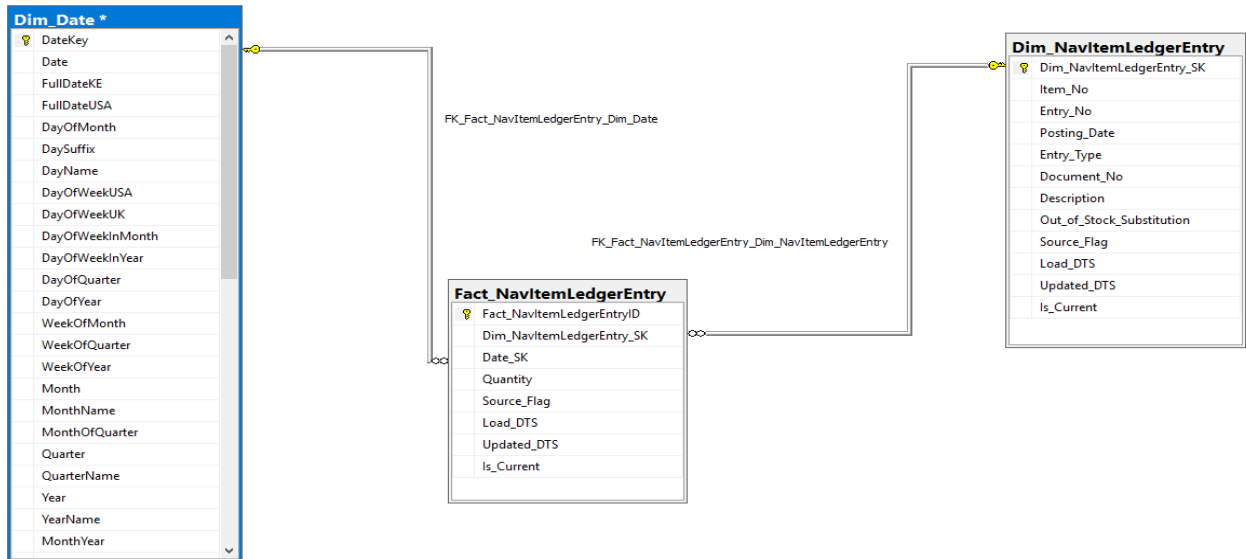 Dim_Date *
DateKey
Date
FullDateKE
FullDateUSA
DayOfMonth
DaySuffix
DayName
DayOfWeekUSA
DayOfWeekUK
DayOfWeekInMonth
DayOfWeekInYear
DayOfQuarter
DayOfYear
WeekOfMonth
WeekOfQuarter
WeekOfYear
Month
MonthName
MonthOfQuarter
Quarter
QuarterName
Year
YearName
MonthYear
FK_Fact_NavItemLedgerEntry_Dim_Date
FK_Fact_NavItemLedgerEntry_Dim_NavItemLedgerEntry
Fact_NavItemLedgerEntry
Fact_NavItemLedgerEntryID
Dim_NavItemLedgerEntry_SK
Date_SK
Quantity
Source_Flag
Load_DTS
Updated_DTS
Is_Current
Dim_NavItemLedgerEntry
Dim_NavItemLedgerEntry_SK
Item_No
Entry_No
Posting_Date
Entry_Type
Document_No
Description
Out_of_Stock_Substitution
Source_Flag
Load_DTS
Updated_DTS
Is_Current